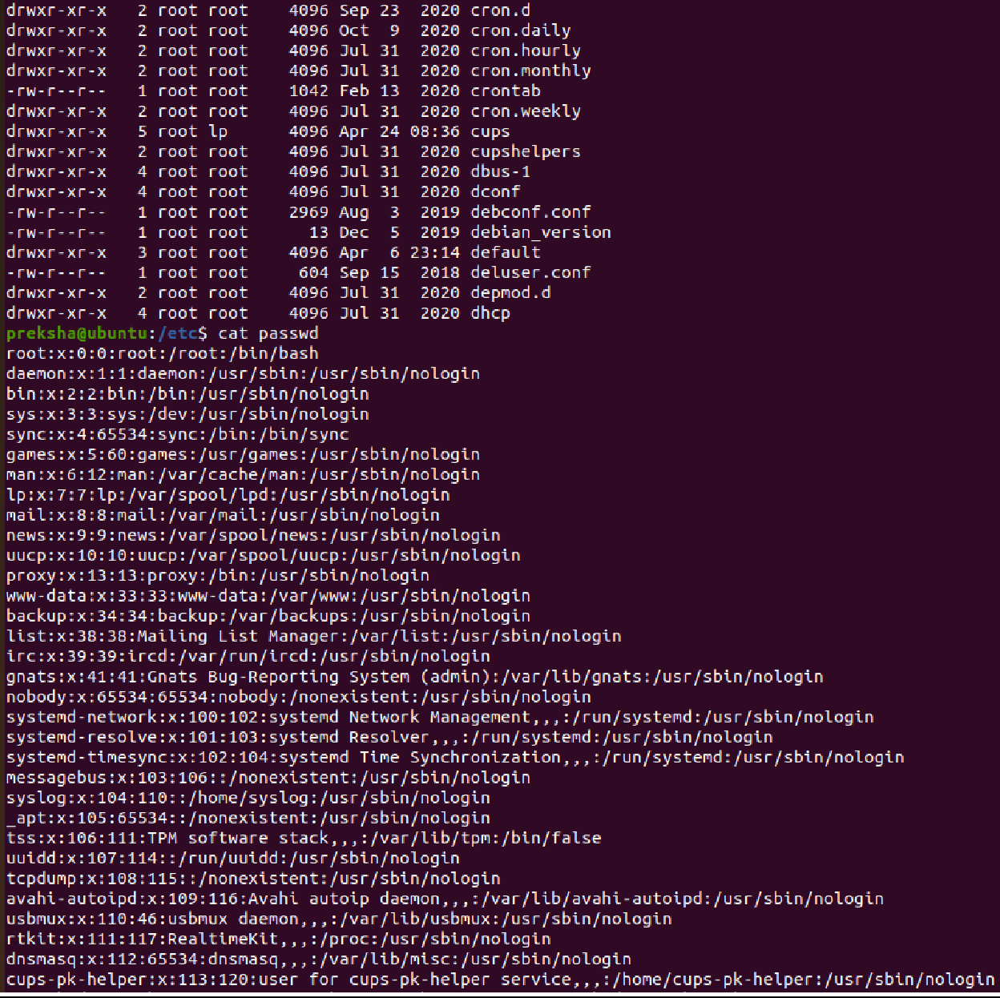 drwxr-xr-x   2 root root    4096 Sep 23  2020 cron.d
drwxr-xr-x   2 root root    4096 Oct  9  2020 cron.daily
drwxr-xr-x   2 root root    4096 Jul 31  2020 cron.hourly
drwxr-xr-x   2 root root    4096 Jul 31  2020 cron.monthly
-rw-r--r--   1 root root    1042 Feb 13  2020 crontab
drwxr-xr-x   2 root root    4096 Jul 31  2020 cron.weekly
drwxr-xr-x   5 root lp      4096 Apr 24 08:36 cups
drwxr-xr-x   2 root root    4096 Jul 31  2020 cupshelpers
drwxr-xr-x   4 root root    4096 Jul 31  2020 dbus-1
drwxr-xr-x   4 root root    4096 Jul 31  2020 dconf
-rw-r--r--   1 root root    2969 Aug  3  2019 debconf.conf
-rw-r--r--   1 root root      13 Dec  5  2019 debian_version
drwxr-xr-x   3 root root    4096 Apr  6 23:14 default
-rw-r--r--   1 root root     604 Sep 15  2018 deluser.conf
drwxr-xr-x   2 root root    4096 Jul 31  2020 depmod.d
drwxr-xr-x   4 root root    4096 Jul 31  2020 dhcp
preksha@ubuntu:/etc$ cat passwd
root:x:0:0:root:/root:/bin/bash
daemon:x:1:1:daemon:/usr/sbin:/usr/sbin/nologin
bin:x:2:2:bin:/bin:/usr/sbin/nologin
sys:x:3:3:sys:/dev:/usr/sbin/nologin
sync:x:4:65534:sync:/bin:/bin/sync
games:x:5:60:games:/usr/games:/usr/sbin/nologin
man:x:6:12:man:/var/cache/man:/usr/sbin/nologin
lp:x:7:7:lp:/var/spool/lpd:/usr/sbin/nologin
mail:x:8:8:mail:/var/mail:/usr/sbin/nologin
news:x:9:9:news:/var/spool/news:/usr/sbin/nologin
uucp:x:10:10:uucp:/var/spool/uucp:/usr/sbin/nologin
proxy:x:13:13:proxy:/bin:/usr/sbin/nologin
www-data:x:33:33:www-data:/var/www:/usr/sbin/nologin
backup:x:34:34:backup:/var/backups:/usr/sbin/nologin
list:x:38:38:Mailing List Manager:/var/list:/usr/sbin/nologin
irc:x:39:39:ircd:/var/run/ircd:/usr/sbin/nologin
gnats:x:41:41:Gnats Bug-Reporting System (admin):/var/lib/gnats:/usr/sbin/nologin
nobody:x:65534:65534:nobody:/nonexistent:/usr/sbin/nologin
systemd-network:x:100:102:systemd Network Management,,,:/run/systemd:/usr/sbin/nologin
systemd-resolve:x:101:103:systemd Resolver,,,:/run/systemd:/usr/sbin/nologin
systemd-timesync:x:102:104:systemd Time Synchronization,,,:/run/systemd:/usr/sbin/nologin
messagebus:x:103:106::/nonexistent:/usr/sbin/nologin
syslog:x:104:110::/home/syslog:/usr/sbin/nologin
_apt:x:105:65534::/nonexistent:/usr/sbin/nologin
tss:x:106:111:TPM software stack,,,:/var/lib/tpm:/bin/false
uuidd:x:107:114::/run/uuidd:/usr/sbin/nologin
tcpdump:x:108:115::/nonexistent:/usr/sbin/nologin
avahi-autoipd:x:109:116:Avahi autoip daemon,,,:/var/lib/avahi-autoipd:/usr/sbin/nologin
usbmux:x:110:46:usbmux daemon,,,:/var/lib/usbmux:/usr/sbin/nologin
rtkit:x:111:117:RealtimeKit,,,:/proc:/usr/sbin/nologin
dnsmasq:x:112:65534:dnsmasq,,,:/var/lib/misc:/usr/sbin/nologin
cups-pk-helper:x:113:120:user for cups-pk-helper service,,,:/home/cups-pk-helper:/usr/sbin/nologin